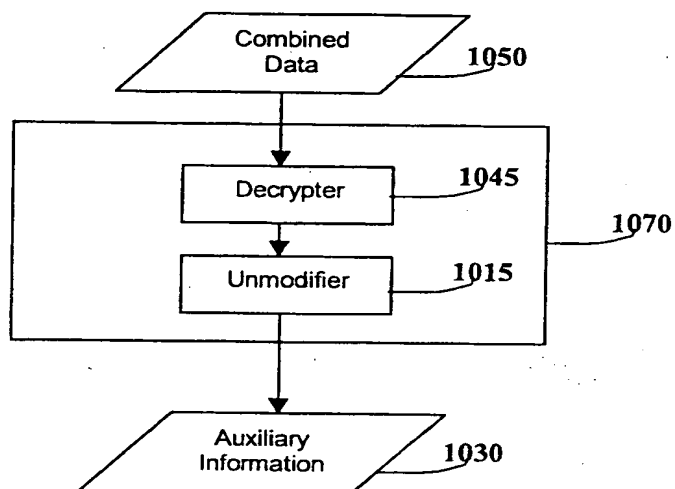 Combined
Data
1050
Decrypter
1045
1070
Unmodifier
1015
Auxiliary
Information
1030